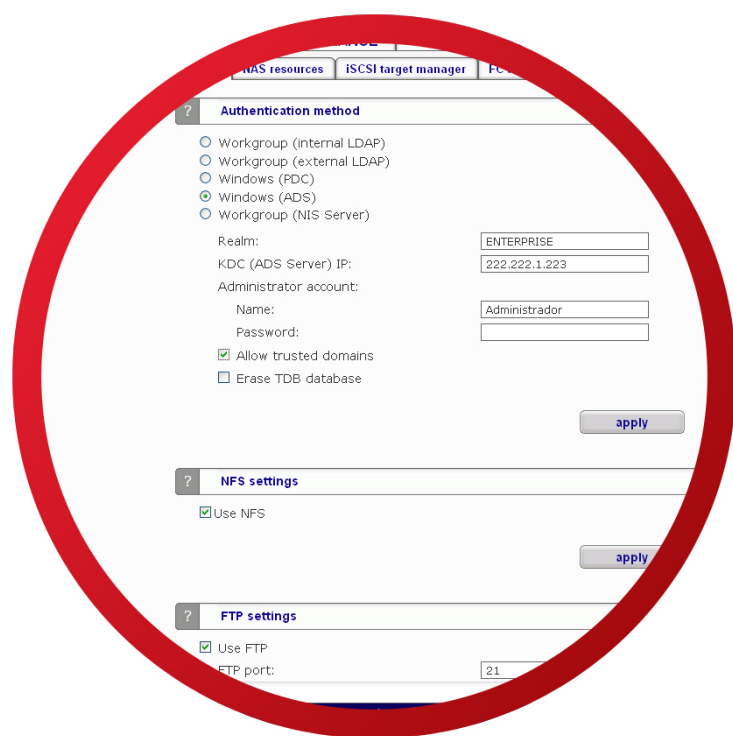 NAS resources iSCSI target manager
? Authentication method
Workgroup (internal LDAP)
Workgroup (external LDAP)
Windows (PDC)
Windows (ADS)
Workgroup (NIS Server)
Realm: ENTERPRISE
KDC (ADS Server) IP: 222.222.1.223
Administrator account:
Name: Administrador
Password:
Allow trusted domains
Erase TDB database
apply
? NFS settings
Use NFS
apply
? FTP settings
Use FTP
FTP port: 21